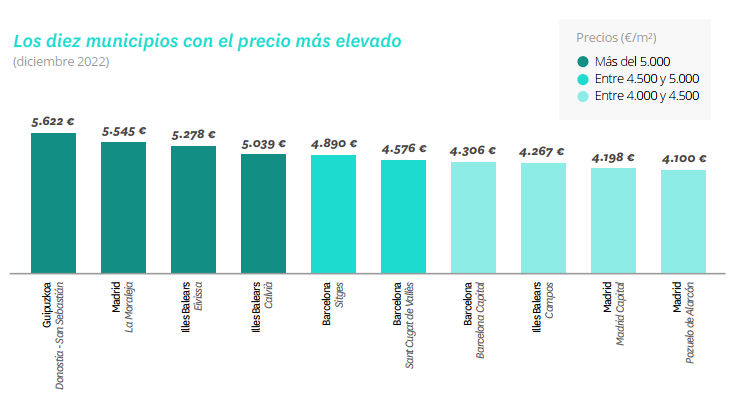 Los diez municipios con el precio más elevado
(diciembre 2022)
Precios (€/m²)
Más del 5.000
Entre 4.500 y 5.000
Entre 4.000 y 4.500
5.622 €
5.545 €
5.278 €
5.039 €
4.890 €
4.576 €
4.306 €
4.267 €
4.198 €
4.100 €
Guipuzkoa
Donostia - San Sebastián
Madrid
La Moraleja
Illes Balears
Eivissa
Illes Balears
Calvià
Barcelona
Sitges
Barcelona
Sant Cugat de Vallès
Barcelona
Barcelona Capital
Illes Balears
Campos
Madrid
Madrid Capital
Madrid
Pozuelo de Alarcón